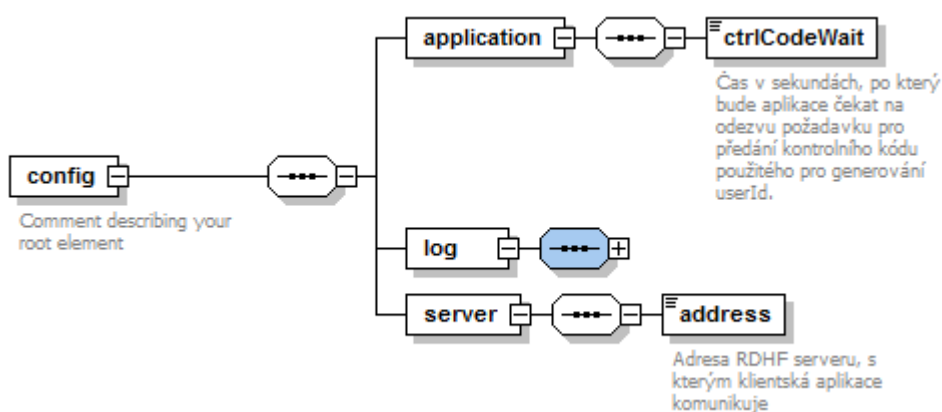 application
ctrlCodeWait
Čas v sekundách, po který
bude aplikace čekat na
odezvu požadavku pro
předání kontrolního kódu
použitého pro generování
userId.
config
Comment describing your
root element
log
server
address
Adresa RDHF serveru, s
kterým klientská aplikace
komunikuje